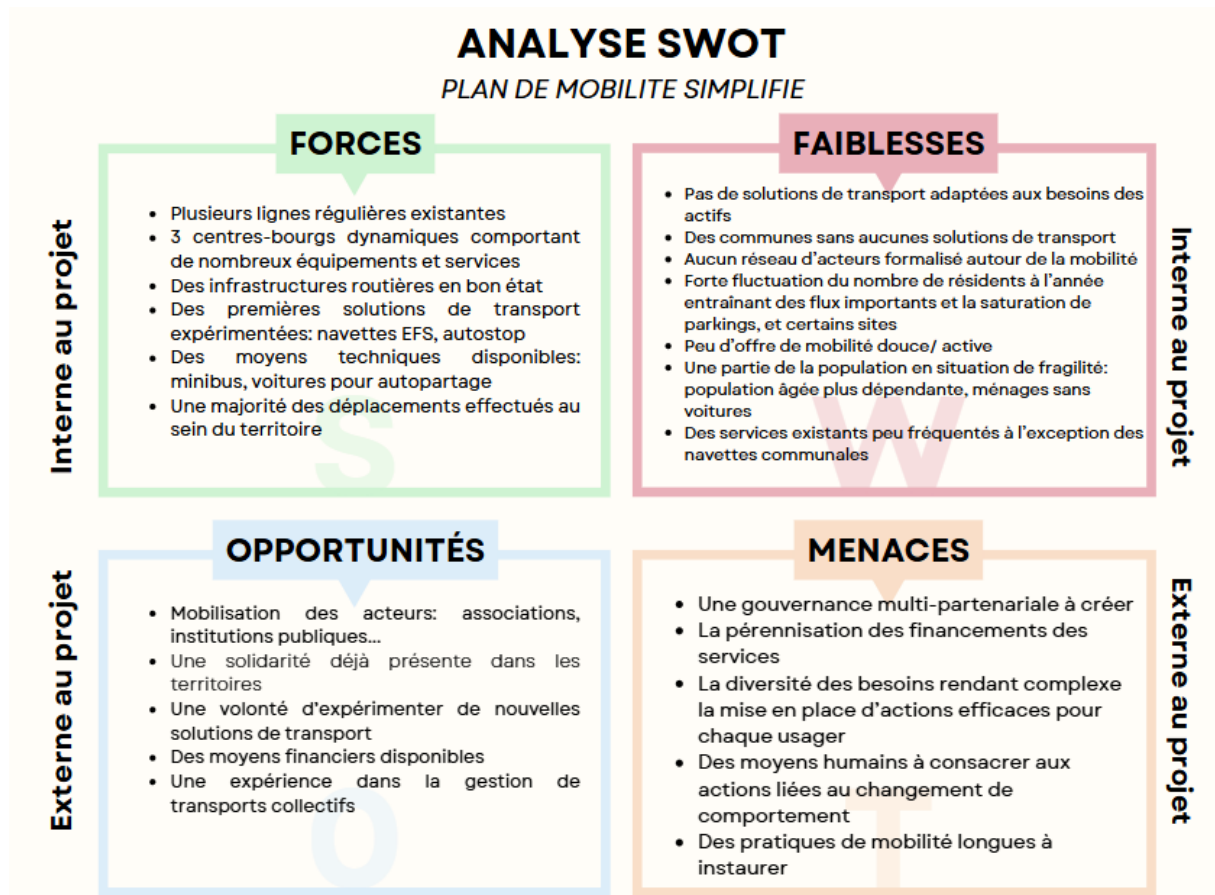 ANALYSE SWOT
PLAN DE MOBILITE SIMPLIFIE
Interne au projet
FORCES
• Plusieurs lignes régulières existantes
• 3 centres-bourgs dynamiques comportant
de nombreux équipements et services
• Des infrastructures routières en bon état
• Des premières solutions de transport
expérimentées: navettes EFS, autostop
• Des moyens techniques disponibles:
minibus, voitures pour autopartage
• Une majorité des déplacements effectués au
sein du territoire
S
FAIBLESSES
• Pas de solutions de transport adaptées aux besoins des
actifs
• Des communes sans aucunes solutions de transport
• Aucun réseau d'acteurs formalisé autour de la mobilité
• Forte fluctuation du nombre de résidents à l'année
entraînant des flux importants et la saturation de
parkings, et certains sites
• Peu d'offre de mobilité douce/ active
• Une partie de la population en situation de fragilité:
population âgée plus dépendante, ménages sans
voitures
• Des services existants peu fréquentés à l'exception des
navettes communales
W
Interne au projet
Externe au projet
OPPORTUNITÉS
• Mobilisation des acteurs: associations,
institutions publiques...
• Une solidarité déjà présente dans les
territoires
• Une volonté d'expérimenter de nouvelles
solutions de transport
• Des moyens financiers disponibles
• Une expérience dans la gestion de
transports collectifs
O
MENACES
• Une gouvernance multi-partenariale à créer
• La pérennisation des financements des
services
• La diversité des besoins rendant complexe
la mise en place d'actions efficaces pour
chaque usager
• Des moyens humains à consacrer aux
actions liées au changement de
comportement
• Des pratiques de mobilité longues à
instaurer
T
Externe au projet